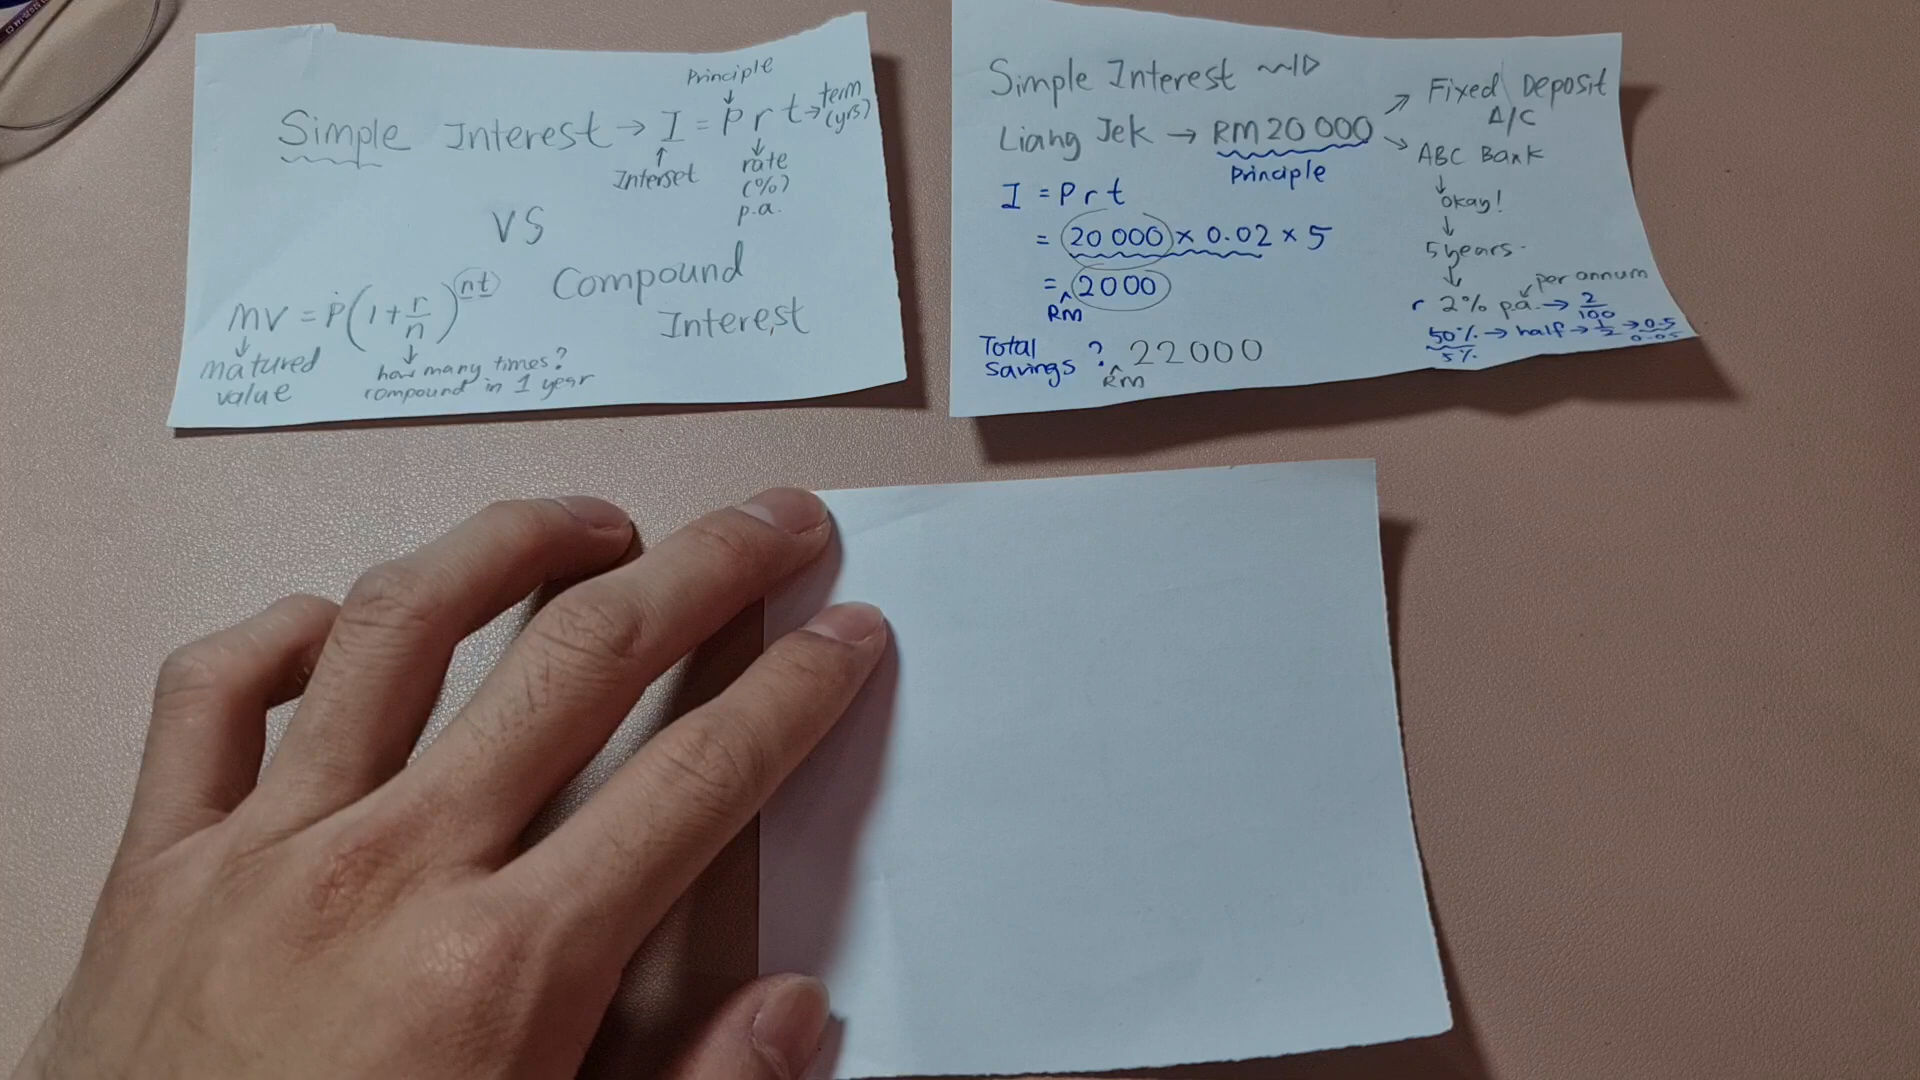 Principle
Simple Interest → I = P r t → term
(yrs)
Interset
rate
(%)
p.a.
VS
Compound
Interest
MV = P(1 + r/n)^(nt)
matured
value
how many times?
compound in 1 year
Simple Interest
Liang Jek → RM 20 000
Principle
Fixed Deposit
A/C
ABC Bank
okay!
5 years.
per annum
r 2% p.a. → 2/100
50% → half → 1/2 → 0.5
5%
0.05
I = P r t
= 20 000 × 0.02 × 5
= RM 2000
Total
savings ? RM 22000